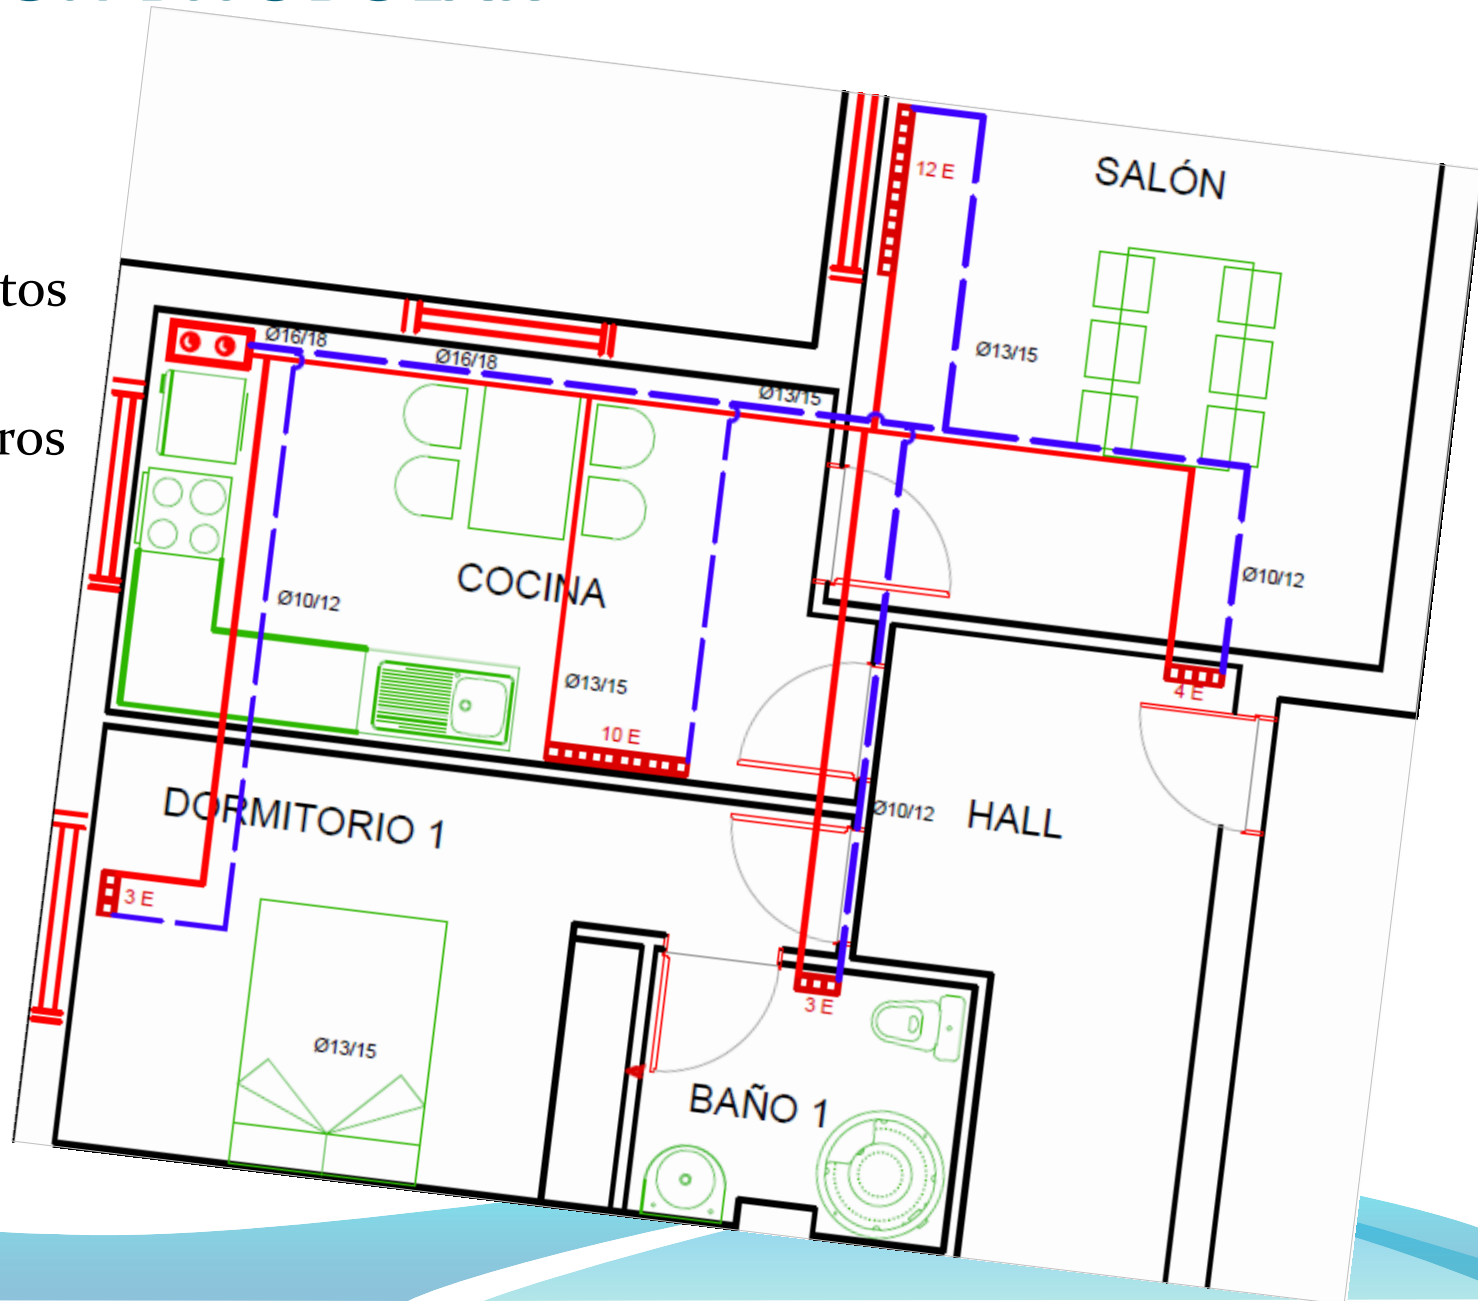 12 E
SALÓN
tos
Ø16/18
Ø16/18
Ø13/15
Ø13/15
ros
COCINA
Ø10/12
Ø10/12
Ø13/15
4 E
10 E
DORMITORIO 1
Ø10/12
HALL
3 E
3 E
Ø13/15
BAÑO 1